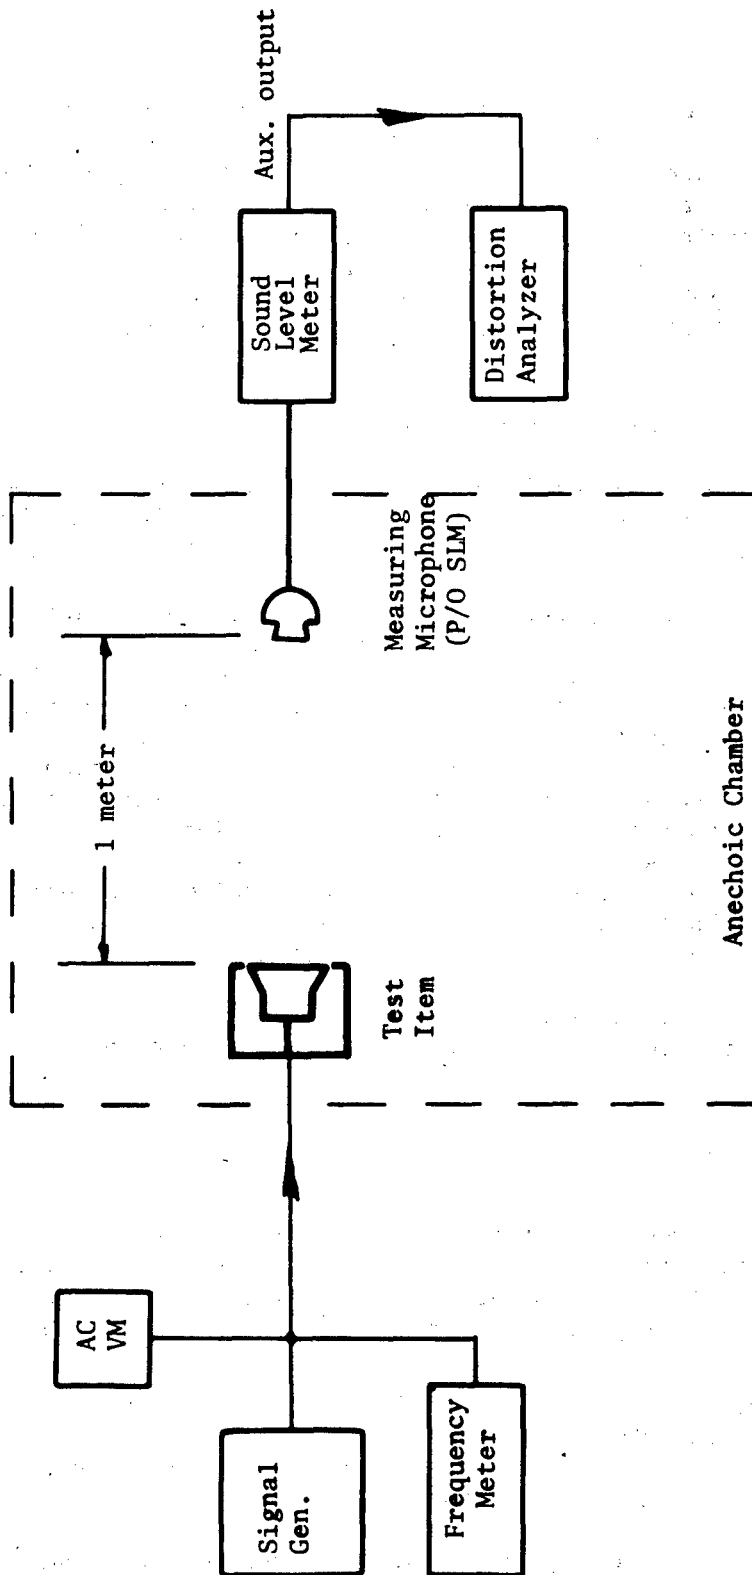 Signal
Gen.
AC
VM
Frequency
Meter
1 meter
Test
Item
Measuring
Microphone
(P/O SLM)
Anechoic Chamber
Sound
Level
Meter
Aux. output
Distortion
Analyzer